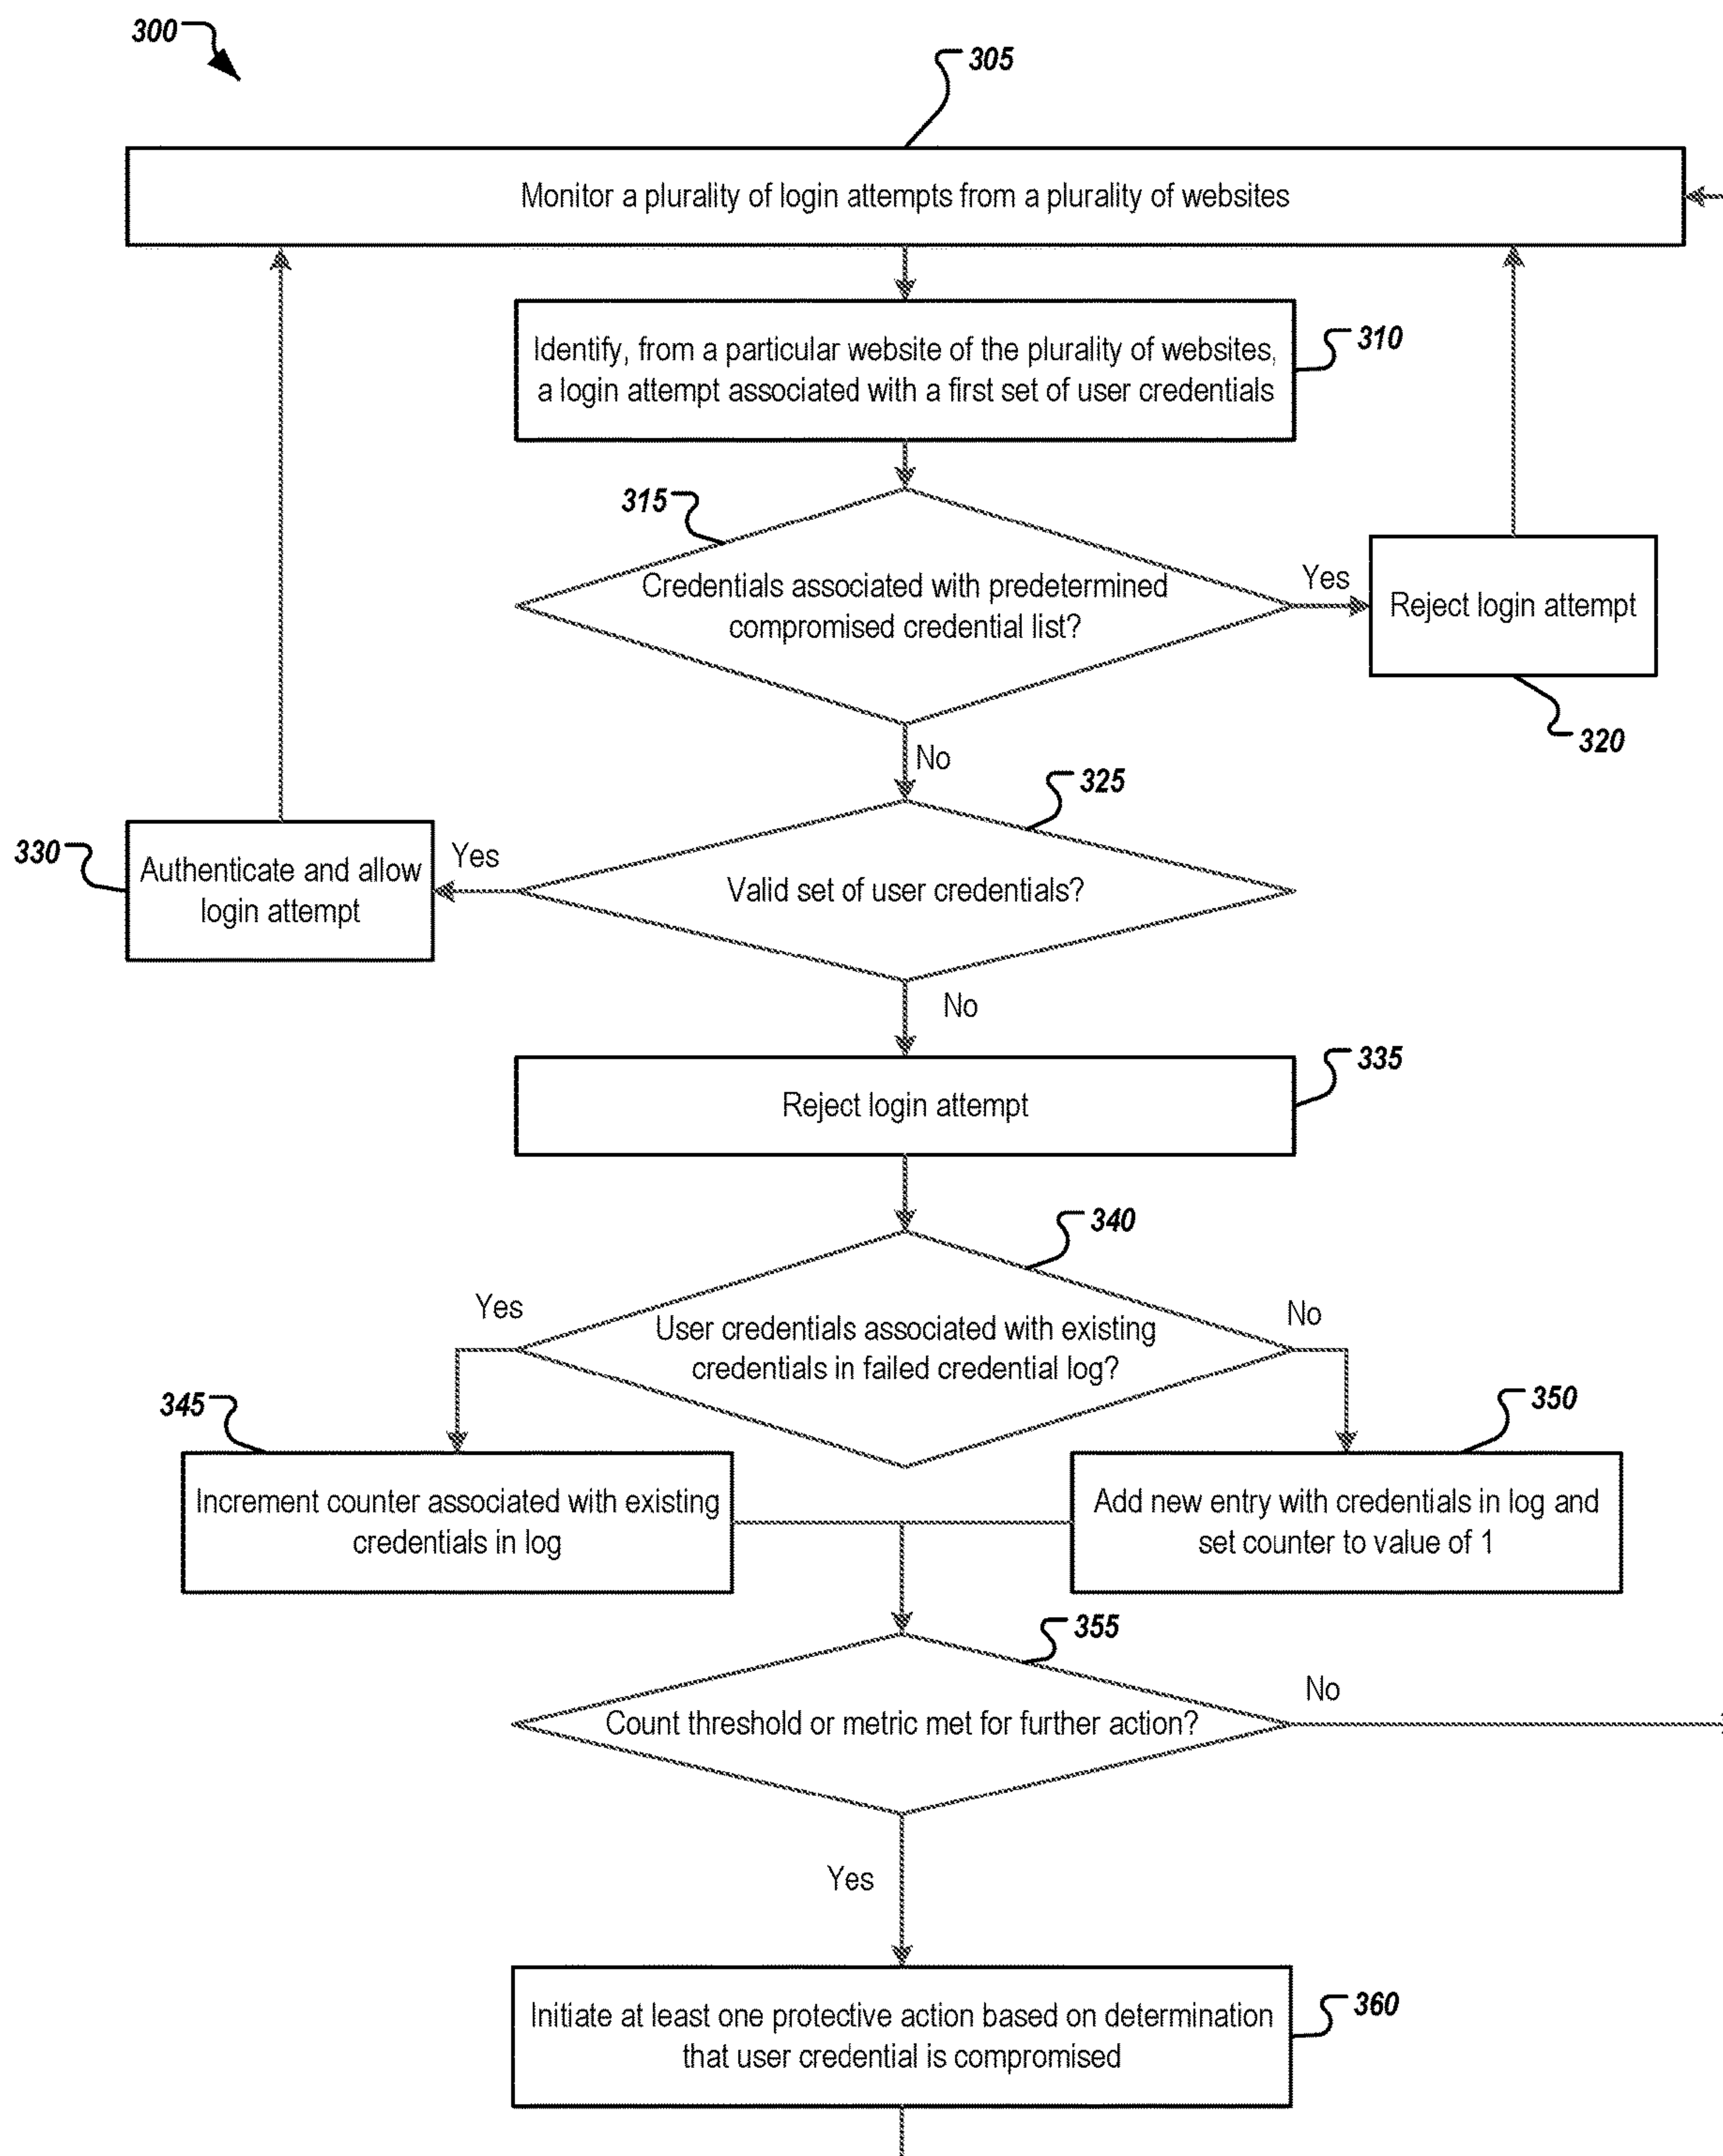 300
305
Monitor a plurality of login attempts from a plurality of websites
Identify, from a particular website of the plurality of websites,
a login attempt associated with a first set of user credentials
310
315
Credentials associated with predetermined
compromised credential list?
Yes
Reject login attempt
320
No
325
330
Authenticate and allow
login attempt
Yes
Valid set of user credentials?
No
335
Reject login attempt
340
Yes
User credentials associated with existing
credentials in failed credential log?
No
345
350
Increment counter associated with existing
credentials in log
Add new entry with credentials in log and
set counter to value of 1
355
Count threshold or metric met for further action?
No
Yes
Initiate at least one protective action based on determination
that user credential is compromised
360